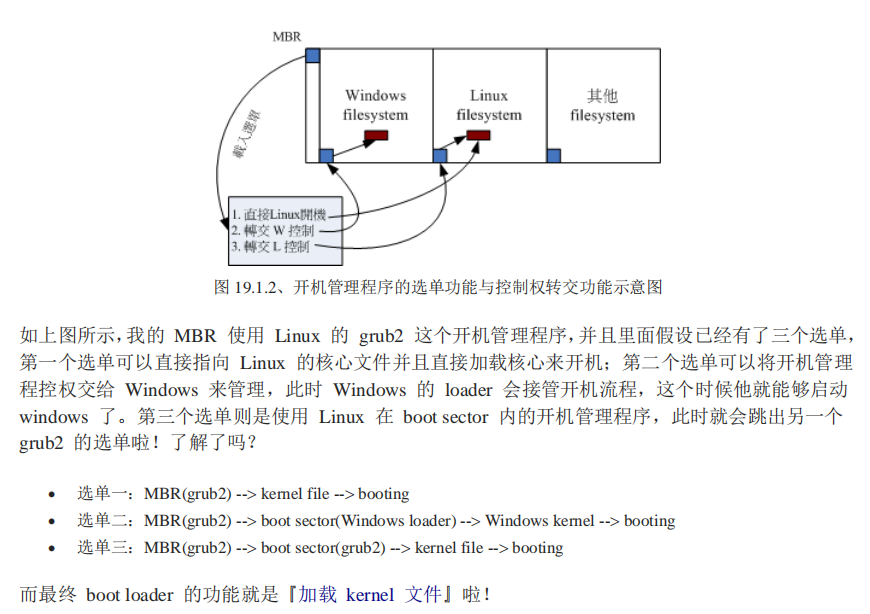 MBR
Windows
filesystem
Linux
filesystem
其他
filesystem
載入選單
1. 直接Linux開機
2. 轉交 W 控制
3. 轉交 L 控制
图 19.1.2、开机管理程序的选单功能与控制权转交功能示意图
如上图所示，我的 MBR 使用 Linux 的 grub2 这个开机管理程序，并且里面假设已经有了三个选单，
第一个选单可以直接指向 Linux 的核心文件并且直接加载核心来开机；第二个选单可以将开机管理
程控权交给 Windows 来管理，此时 Windows 的 loader 会接管开机流程，这个时候他就能够启动
windows 了。第三个选单则是使用 Linux 在 boot sector 内的开机管理程序，此时就会跳出另一个
grub2 的选单啦！了解了吗？
• 选单一：MBR(grub2) --> kernel file --> booting
• 选单二：MBR(grub2) --> boot sector(Windows loader) --> Windows kernel --> booting
• 选单三：MBR(grub2) --> boot sector(grub2) --> kernel file --> booting
而最终 boot loader 的功能就是『加载 kernel 文件』啦！